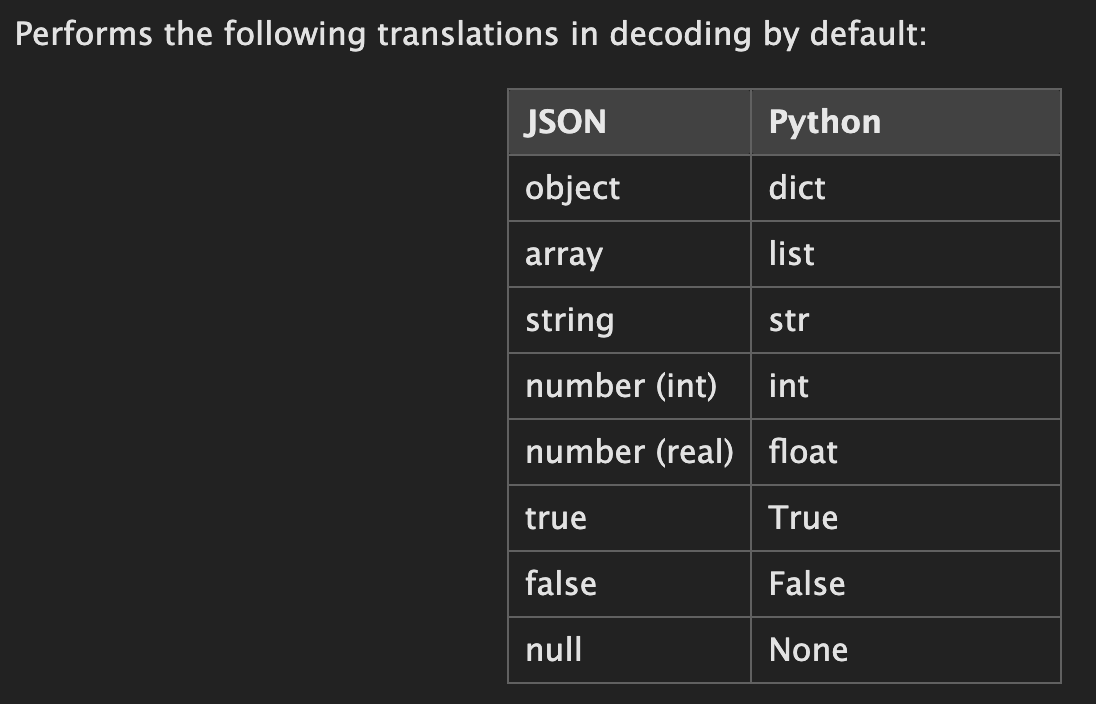 Performs the following translations in decoding by default:
JSON Python
object dict
array list
string str
number (int) int
number (real) float
true True
false False
null None